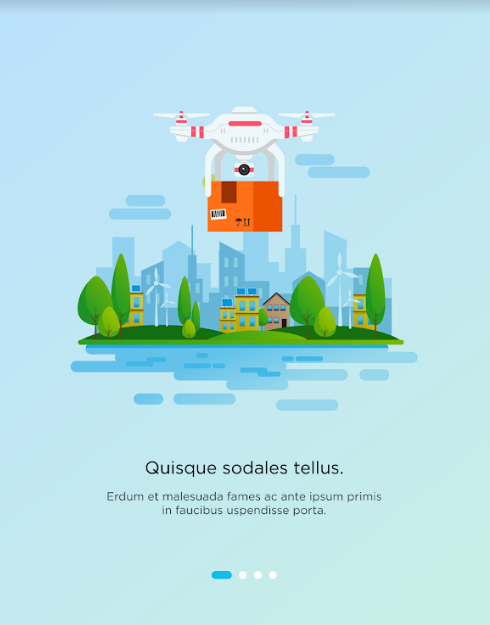 Quisque sodales tellus.
Erdum et malesuada fames ac ante ipsum primis
in faucibus uspendisse porta.